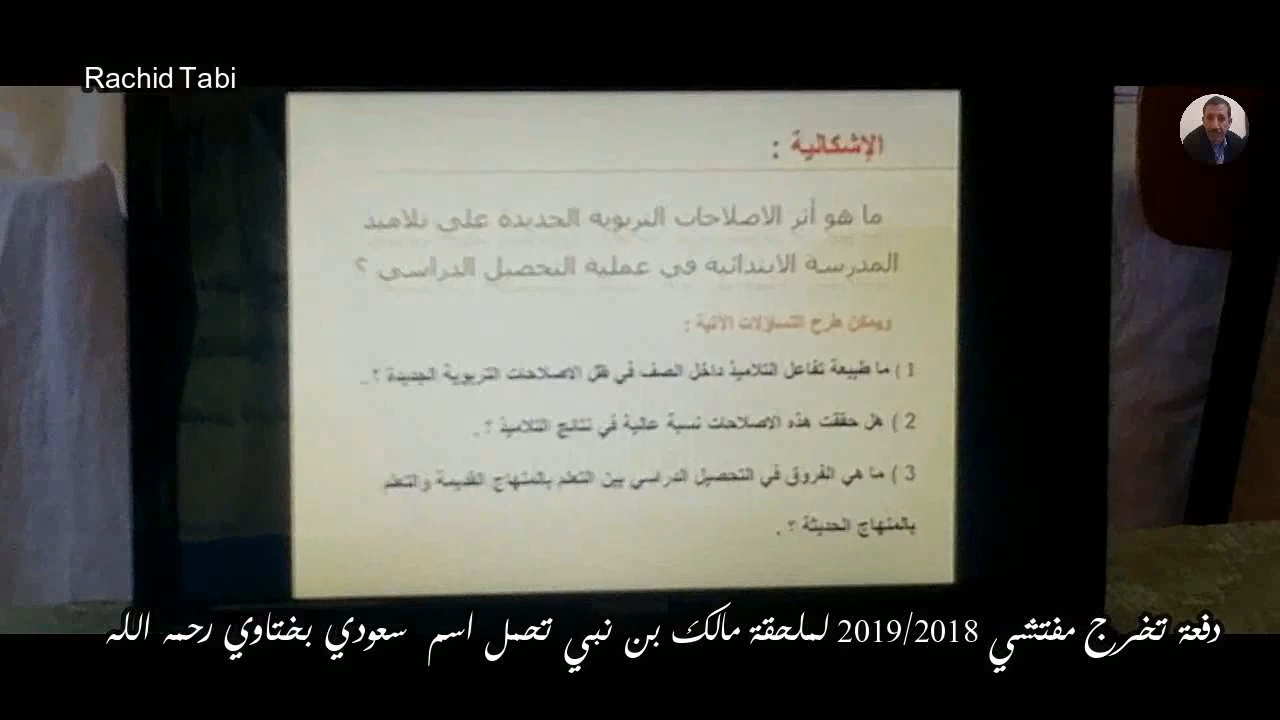 Rachid Tabi
الإشكالية :
ما هو أثر الاصلاحات التربوية الجديدة على تلاميذ
المدرسة الابتدائية في عملية التحصيل الدراسي ؟
ويمكن طرح التساؤلات الآتية :
1 ) ما طبيعة تفاعل التلاميذ داخل الصف في ظل الاصلاحات التربوية الجديدة ؟ ..
2 ) هل حققت هذه الاصلاحات نسبة عالية في نتائج التلاميذ ؟ .
3 ) ما هي الفروق في التحصيل الدراسي بين التعلم بالمنهاج القديمة والتعلم
بالمنهاج الحديثة ؟ .
دفعة تخرج مفتشي 2019/2018 لملحقة مالك بن نبي تحمل اسم سعودي بختاوي رحمه الله